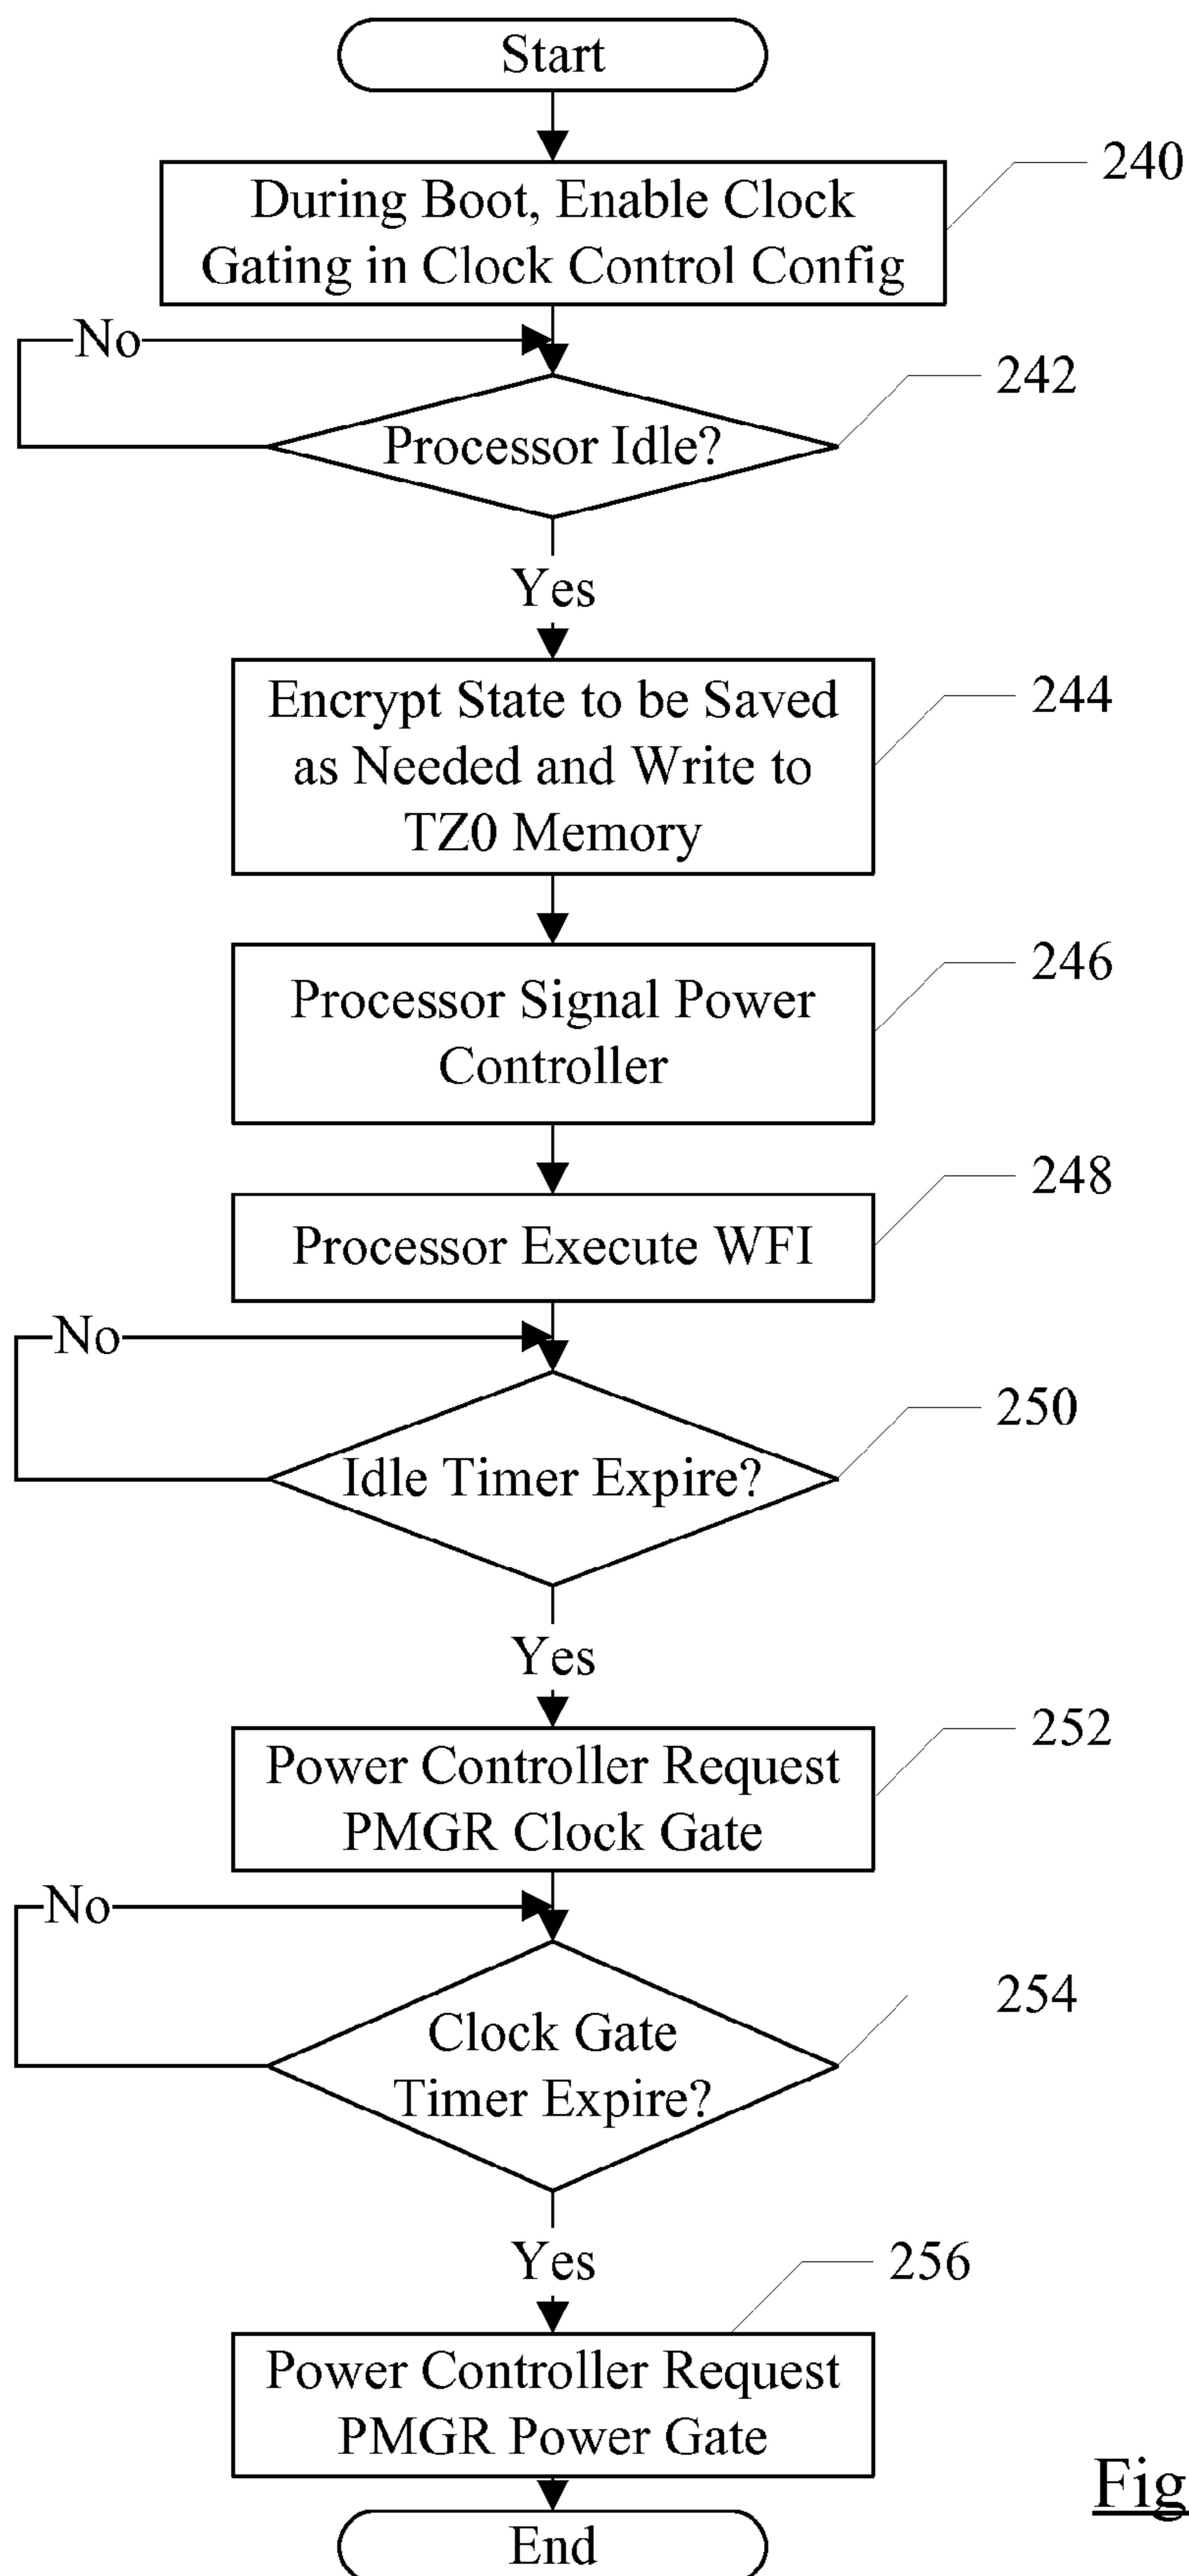 Start
240
During Boot, Enable Clock
Gating in Clock Control Config
No
242
Processor Idle?
Yes
244
Encrypt State to be Saved
as Needed and Write to
TZ0 Memory
246
Processor Signal Power
Controller
248
Processor Execute WFI
No
250
Idle Timer Expire?
Yes
252
Power Controller Request
PMGR Clock Gate
No
254
Clock Gate
Timer Expire?
Yes
256
Power Controller Request
PMGR Power Gate
Fig
End